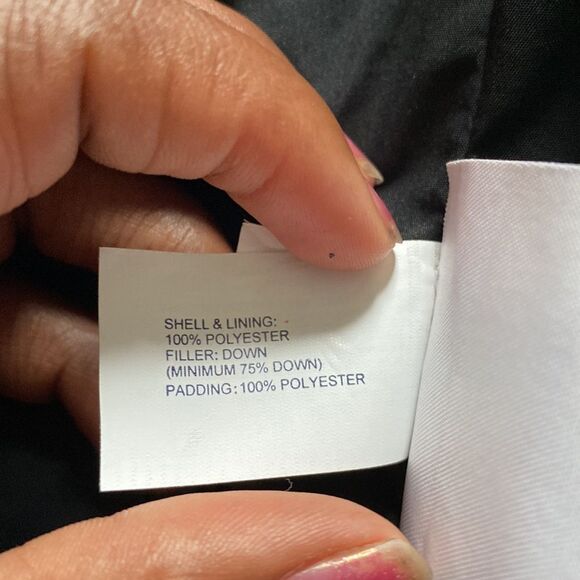 SHELL & LINING:
100% POLYESTER
FILLER: DOWN
(MINIMUM 75% DOWN)
PADDING:100% POLYESTER